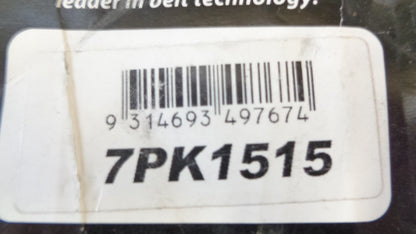 leader in belt technology.
9 314693 497674
7PK1515